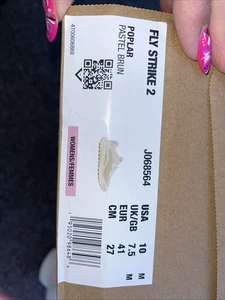 FLY STRIKE 2
POPLAR
PASTEL BRUN
4700606869
J068564
WOMENS/FEMMES
USA 10 M
UK/GB 7.5 M
EUR 41
CM 27